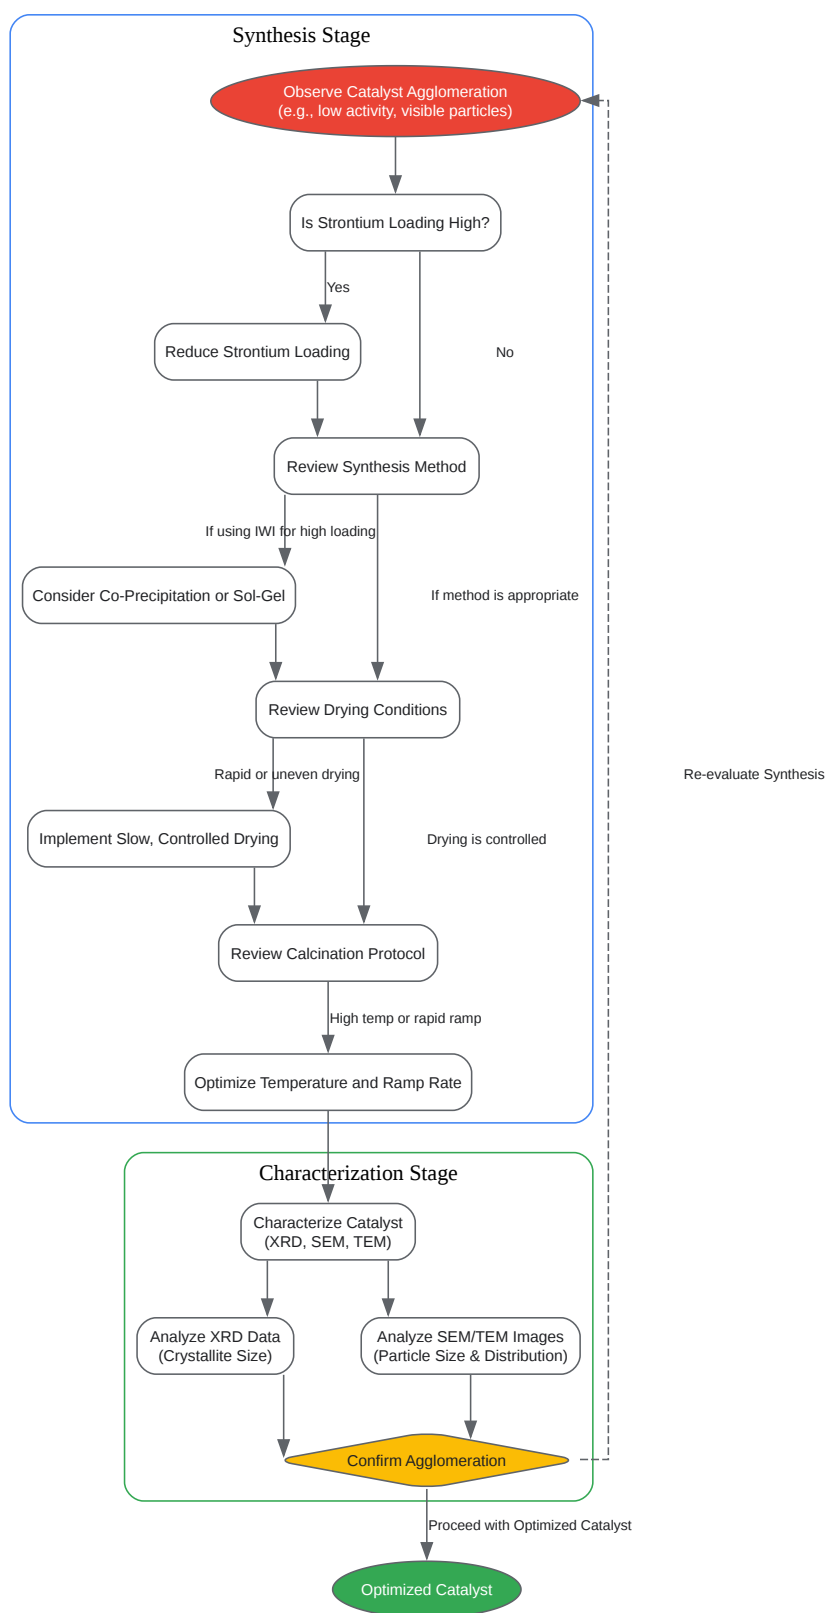 Synthesis Stage
Observe Catalyst Agglomeration
(e.g., low activity, visible particles)
Is Strontium Loading High?
Yes
Reduce Strontium Loading
No
Review Synthesis Method
If using IWI for high loading
Consider Co-Precipitation or Sol-Gel
If method is appropriate
Review Drying Conditions
Rapid or uneven drying
Re-evaluate Synthesis
Implement Slow, Controlled Drying
Drying is controlled
Review Calcination Protocol
High temp or rapid ramp
Optimize Temperature and Ramp Rate
Characterization Stage
Characterize Catalyst
(XRD, SEM, TEM)
Analyze XRD Data
(Crystallite Size)
Analyze SEM/TEM Images
(Particle Size & Distribution)
Confirm Agglomeration
Proceed with Optimized Catalyst
Optimized Catalyst